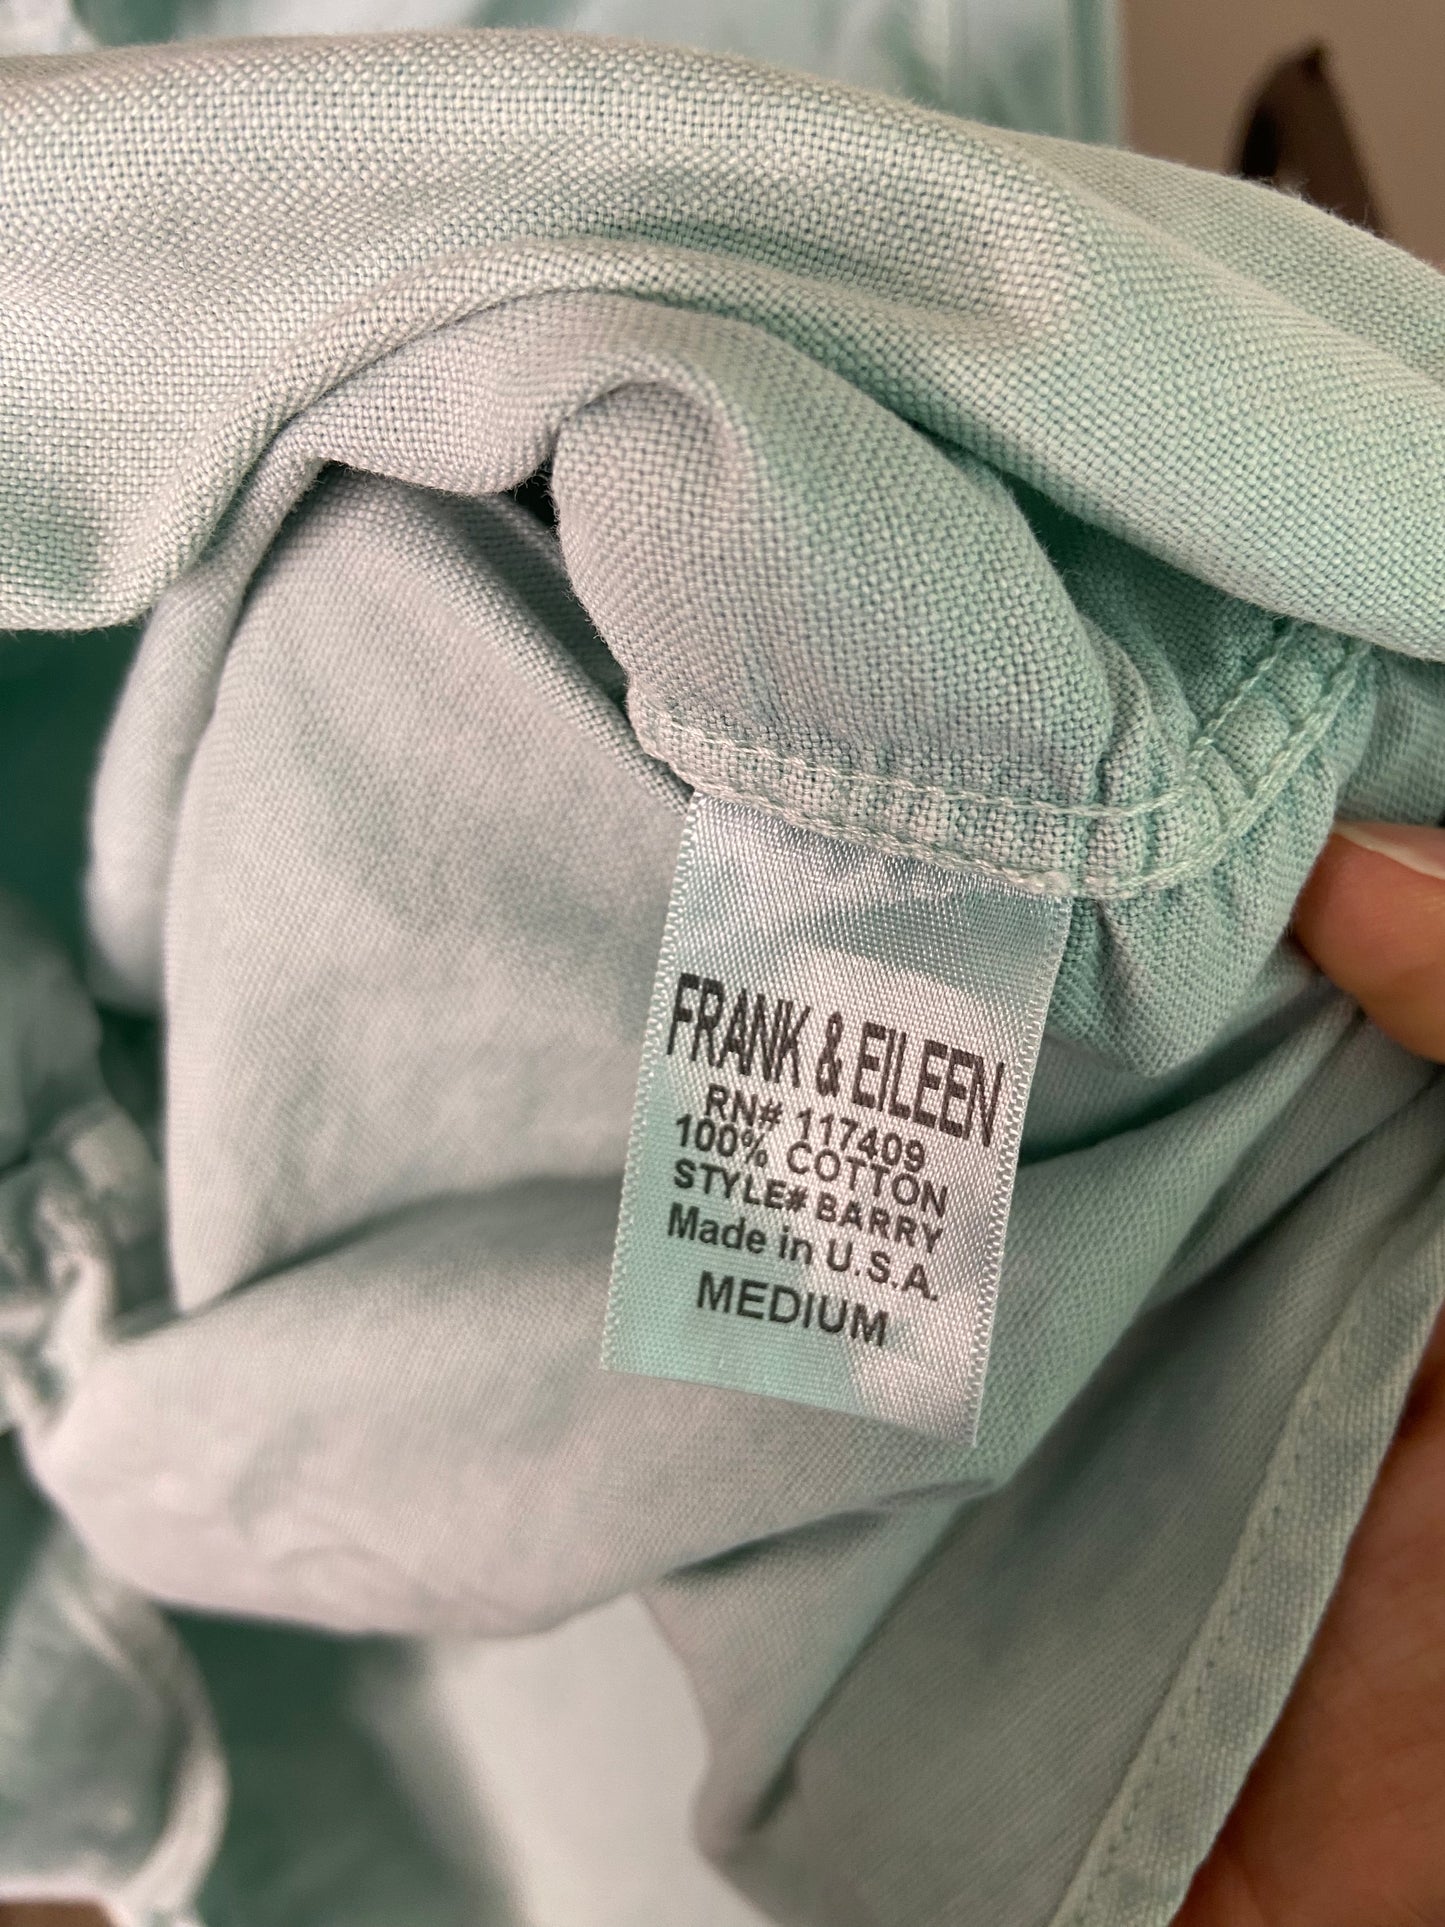 FRANK & EILEEN
RN# 117409
100% COTTON
STYLE# BARRY
Made in U.S.A.
MEDIUM